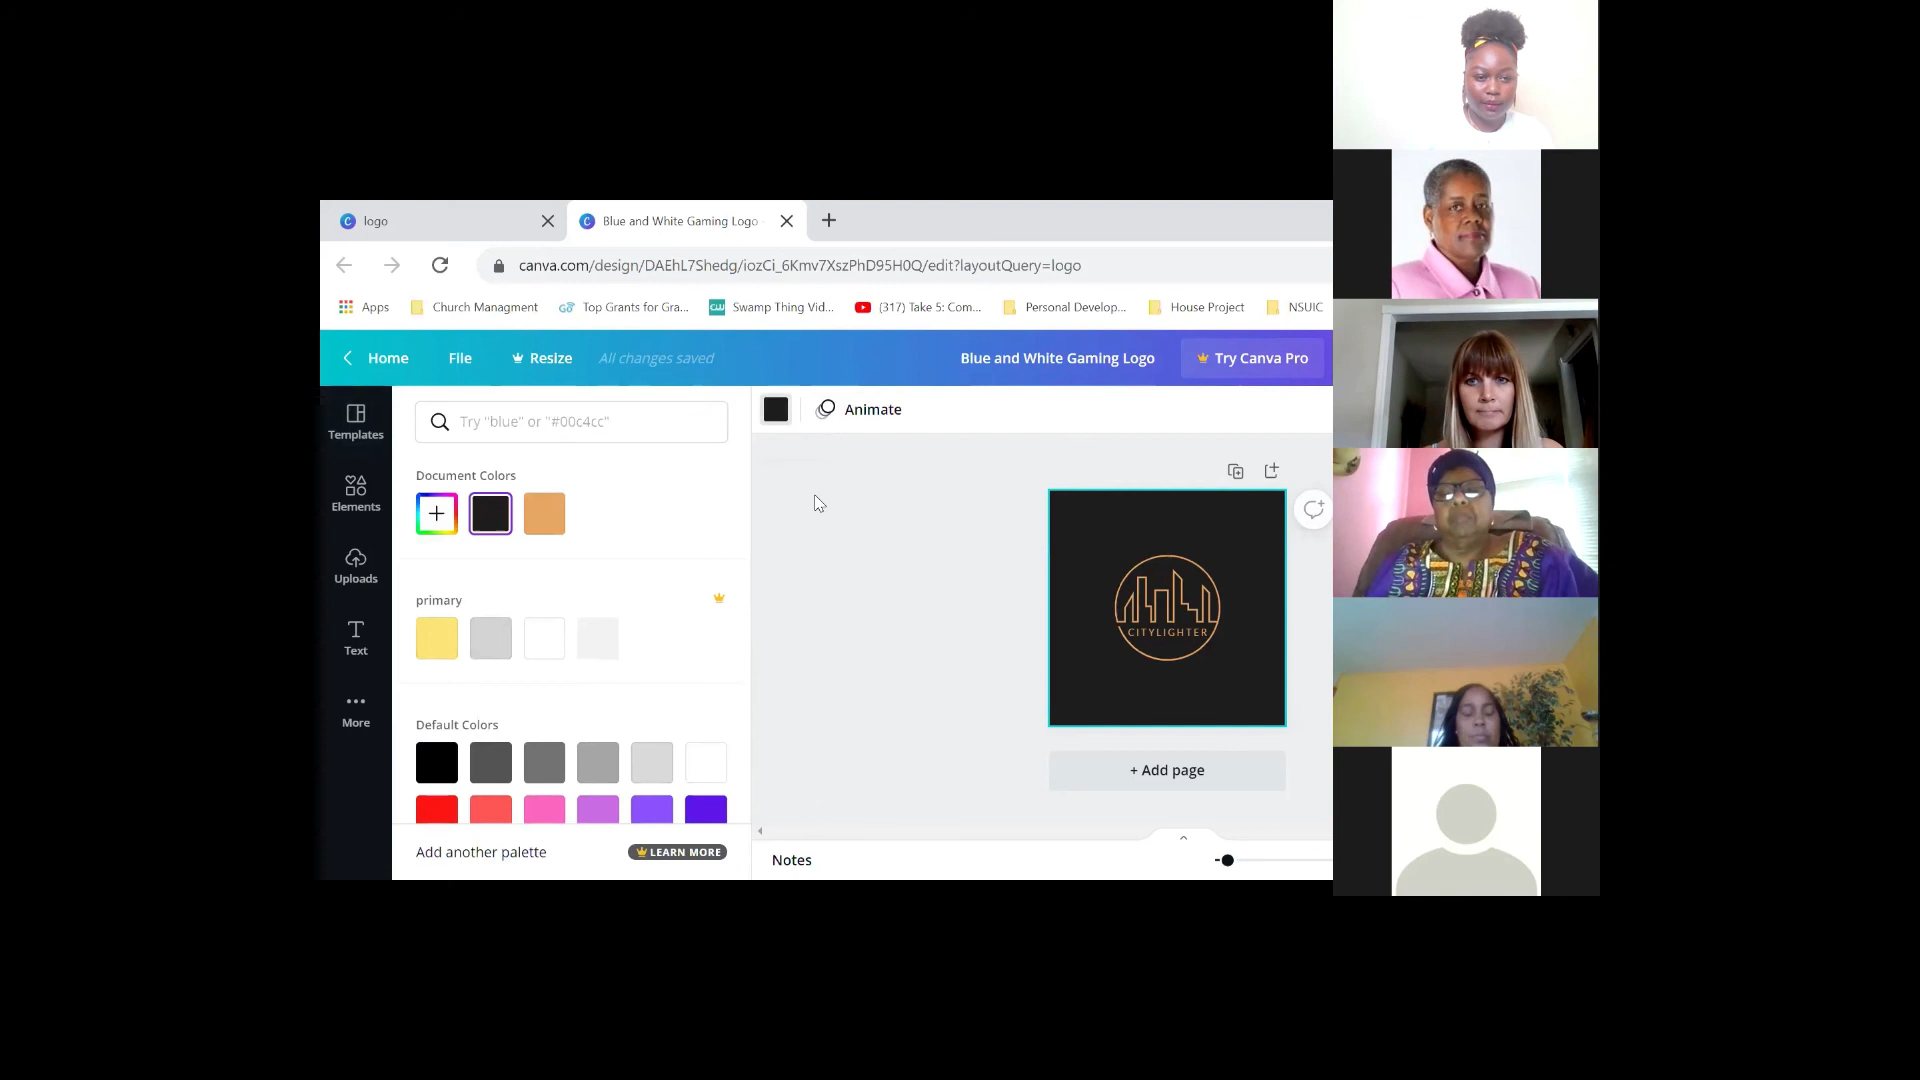 logo
Blue and White Gaming Logo
canva.com/design/DAEhL7Shedg/iozCi_6Kmv7XszPhD95H0Q/edit?layoutQuery=logo
Apps Church Managment Top Grants for Gra... Swamp Thing Vid... (317) Take 5: Com... Personal Develop... House Project NSUIC
Home File Resize All changes saved Blue and White Gaming Logo Try Canva Pro
Templates
Elements
Uploads
Text
More
Try "blue" or "#00c4cc"
Document Colors
primary
Default Colors
Add another palette LEARN MORE
Animate
CITYLIGHTER
+ Add page
Notes